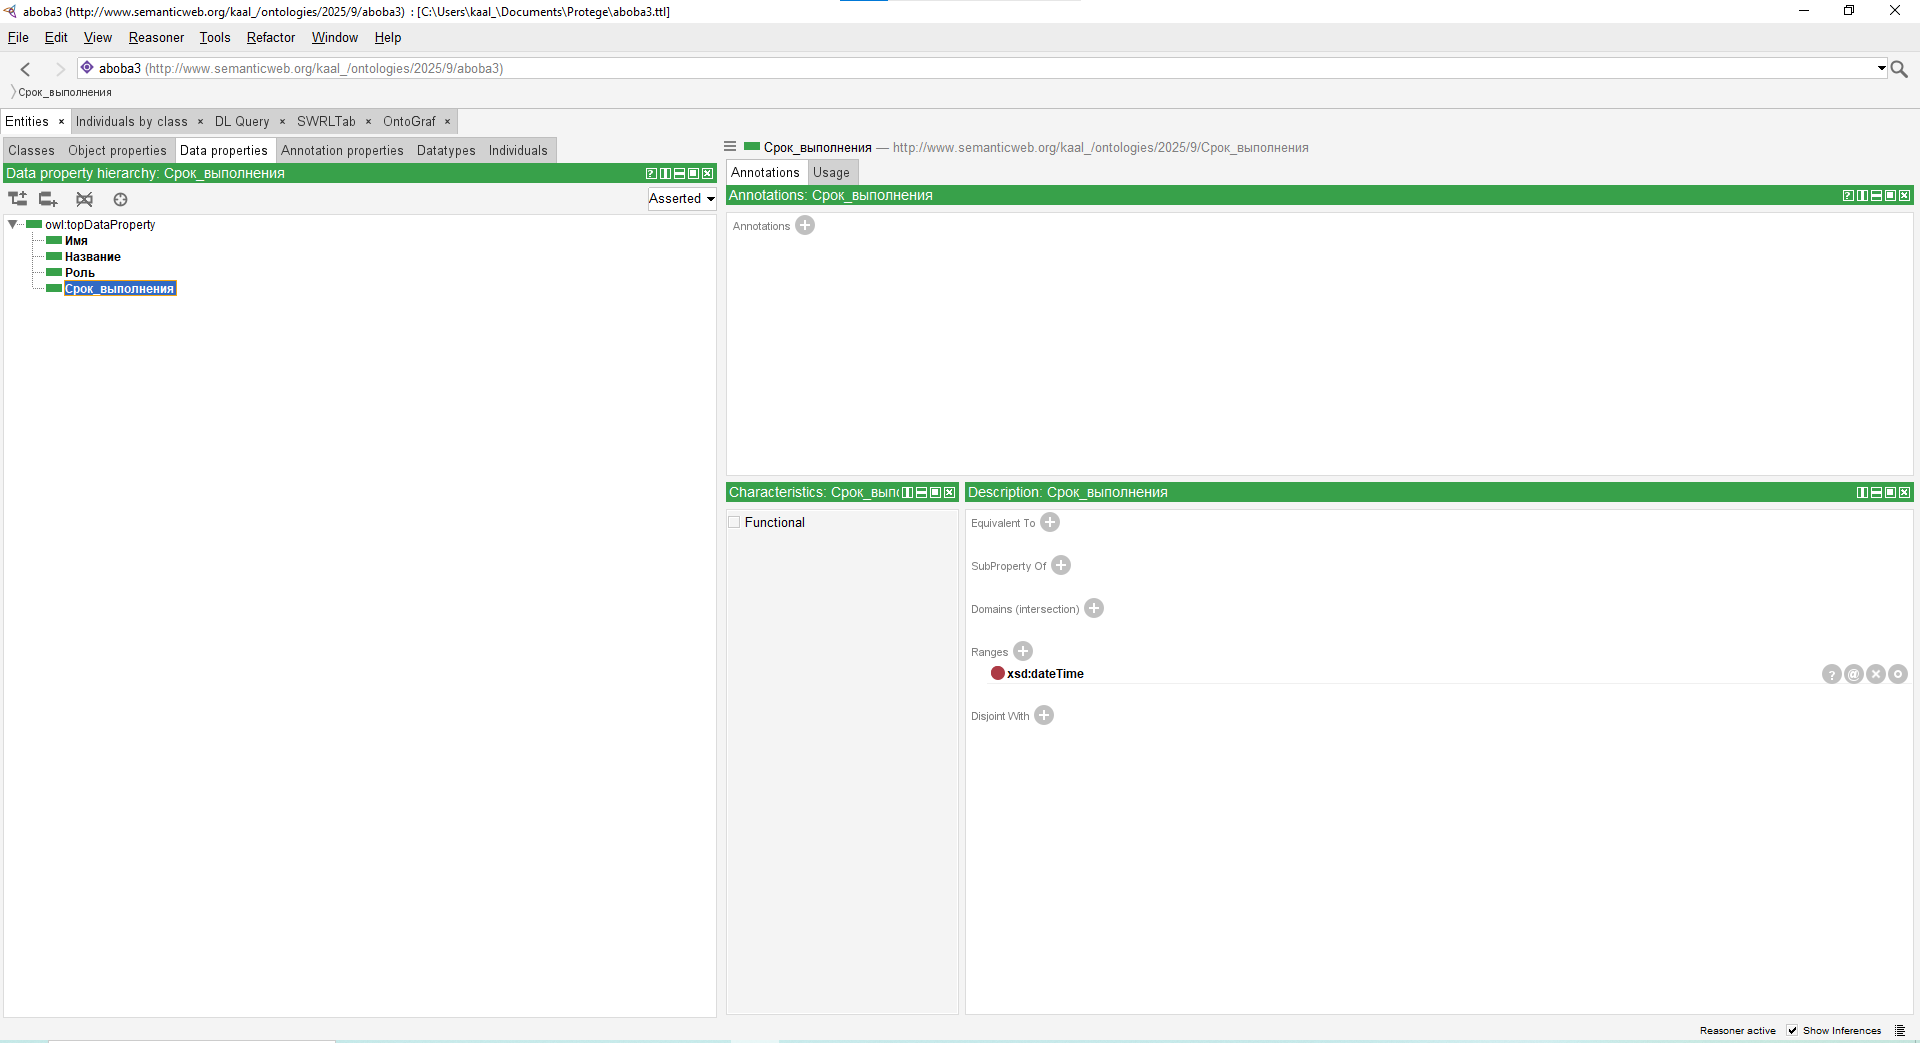 aboba3 (http://www.semanticweb.org/kaal_/ontologies/2025/9/aboba3) : [C:\Users\kaal_\Documents\Protege\aboba3.ttl]
File Edit View Reasoner Tools Refactor Window Help
aboba3 (http://www.semanticweb.org/kaal_/ontologies/2025/9/aboba3)
Срок_выполнения
Entities × Individuals by class × DL Query × SWRLTab × OntoGraf ×
Classes Object properties Data properties Annotation properties Datatypes Individuals
Data property hierarchy: Срок_выполнения
Asserted
owl:topDataProperty
Имя
Название
Роль
Срок_выполнения
Срок_выполнения — http://www.semanticweb.org/kaal_/ontologies/2025/9/Срок_выполнения
Annotations Usage
Annotations: Срок_выполнения
Annotations
Characteristics: Срок_вып
Functional
Description: Срок_выполнения
Equivalent To
SubProperty Of
Domains (intersection)
Ranges
xsd:dateTime
Disjoint With
Reasoner active Show Inferences